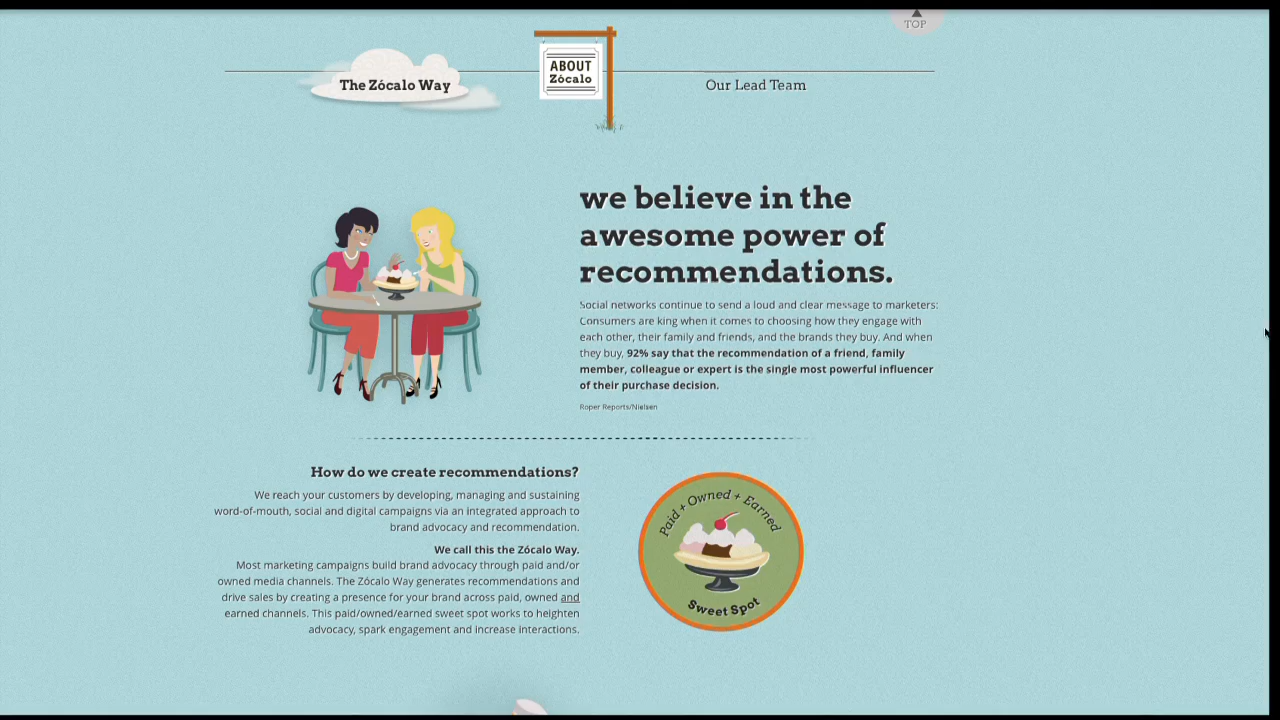 TOP
The Zócalo Way
ABOUT
Zócalo
Our Lead Team
we believe in the
awesome power of
recommendations.
Social networks continue to send a loud and clear message to marketers:
Consumers are king when it comes to choosing how they engage with
each other, their family and friends, and the brands they buy. And when
they buy, 92% say that the recommendation of a friend, family
member, colleague or expert is the single most powerful influencer
of their purchase decision.
Roper Reports/Nielsen
How do we create recommendations?
We reach your customers by developing, managing and sustaining
word-of-mouth, social and digital campaigns via an integrated approach to
brand advocacy and recommendation.
We call this the Zócalo Way.
Most marketing campaigns build brand advocacy through paid and/or
owned media channels. The Zócalo Way generates recommendations and
drive sales by creating a presence for your brand across paid, owned and
earned channels. This paid/owned/earned sweet spot works to heighten
advocacy, spark engagement and increase interactions.
Paid + Owned + Earned
Sweet Spot